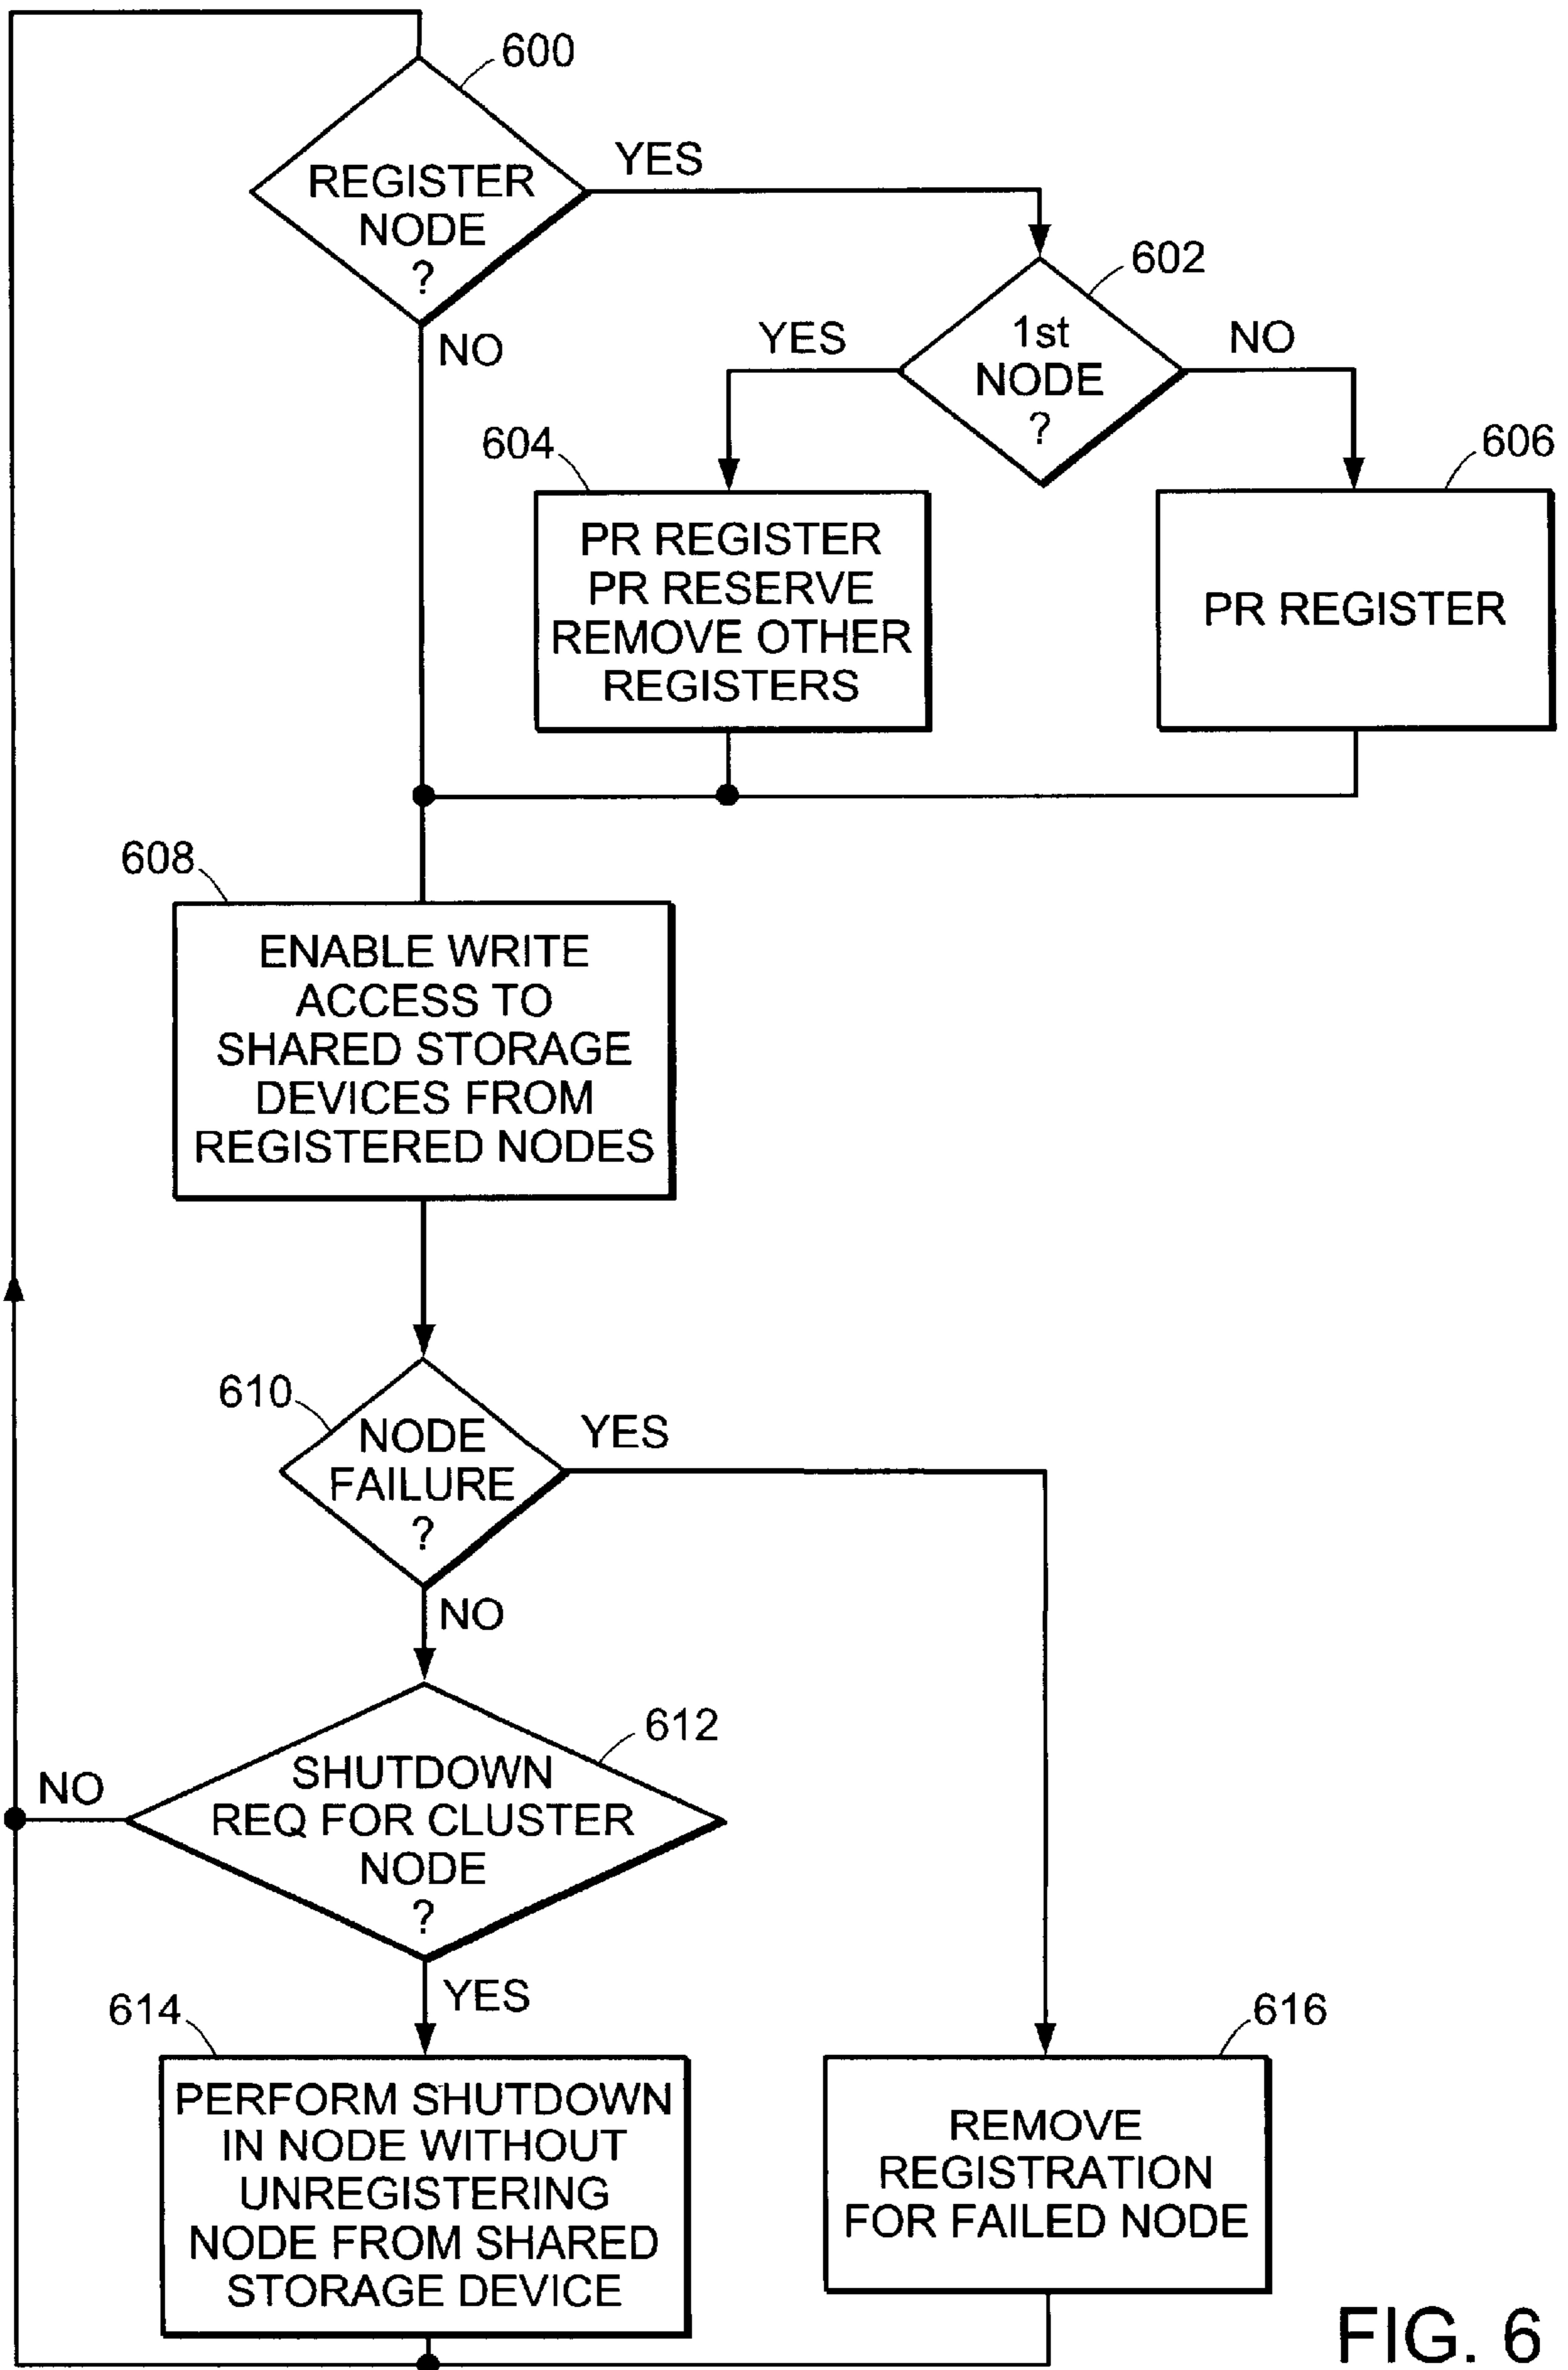 600
REGISTER
NODE
?
YES
NO
602
1st
NODE
?
YES
NO
604
PR REGISTER
PR RESERVE
REMOVE OTHER
REGISTERS
606
PR REGISTER
608
ENABLE WRITE
ACCESS TO
SHARED STORAGE
DEVICES FROM
REGISTERED NODES
610
NODE
FAILURE
?
YES
NO
612
SHUTDOWN
REQ FOR CLUSTER
NODE
?
NO
YES
614
PERFORM SHUTDOWN
IN NODE WITHOUT
UNREGISTERING
NODE FROM SHARED
STORAGE DEVICE
616
REMOVE
REGISTRATION
FOR FAILED NODE
FIG. 6